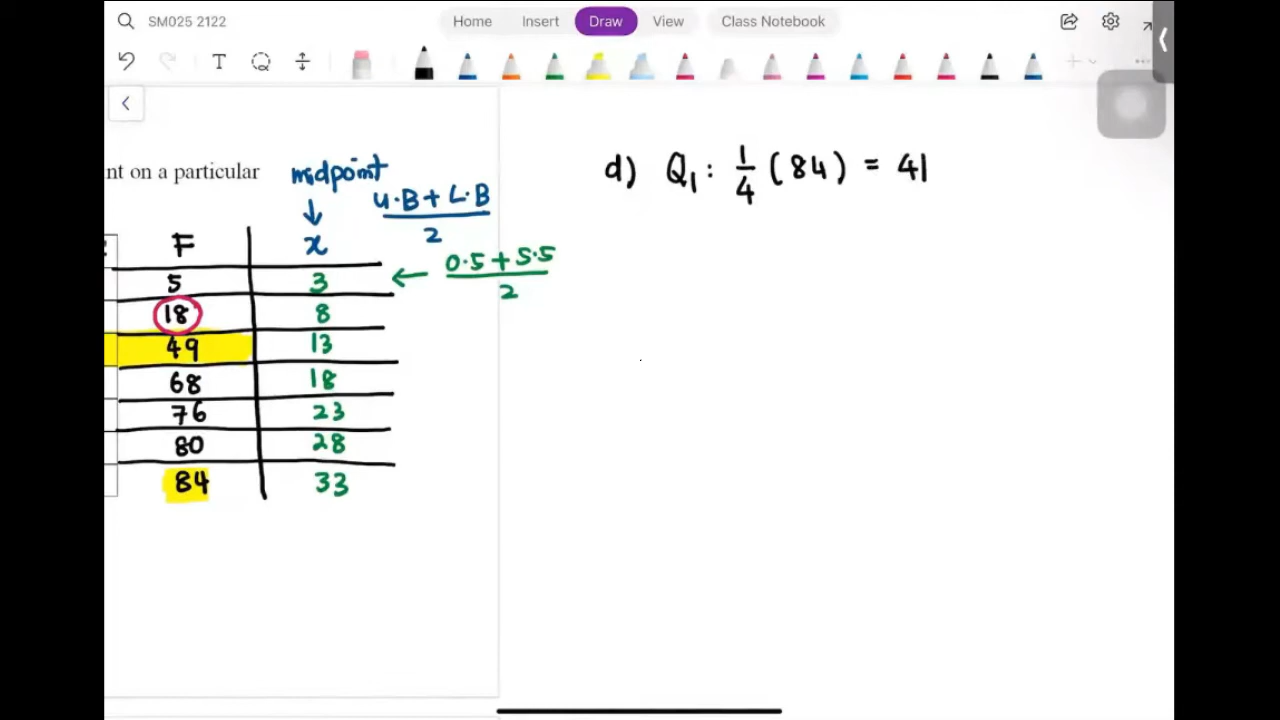 SM025 2122
Home Insert Draw View Class Notebook
T
nt on a particular
midpoint
U.B + L.B
2
F x
5 3
0.5 + 5.5
2
18 8
49 13
68 18
76 23
80 28
84 33
d) Q1 : 1/4 (84) = 41